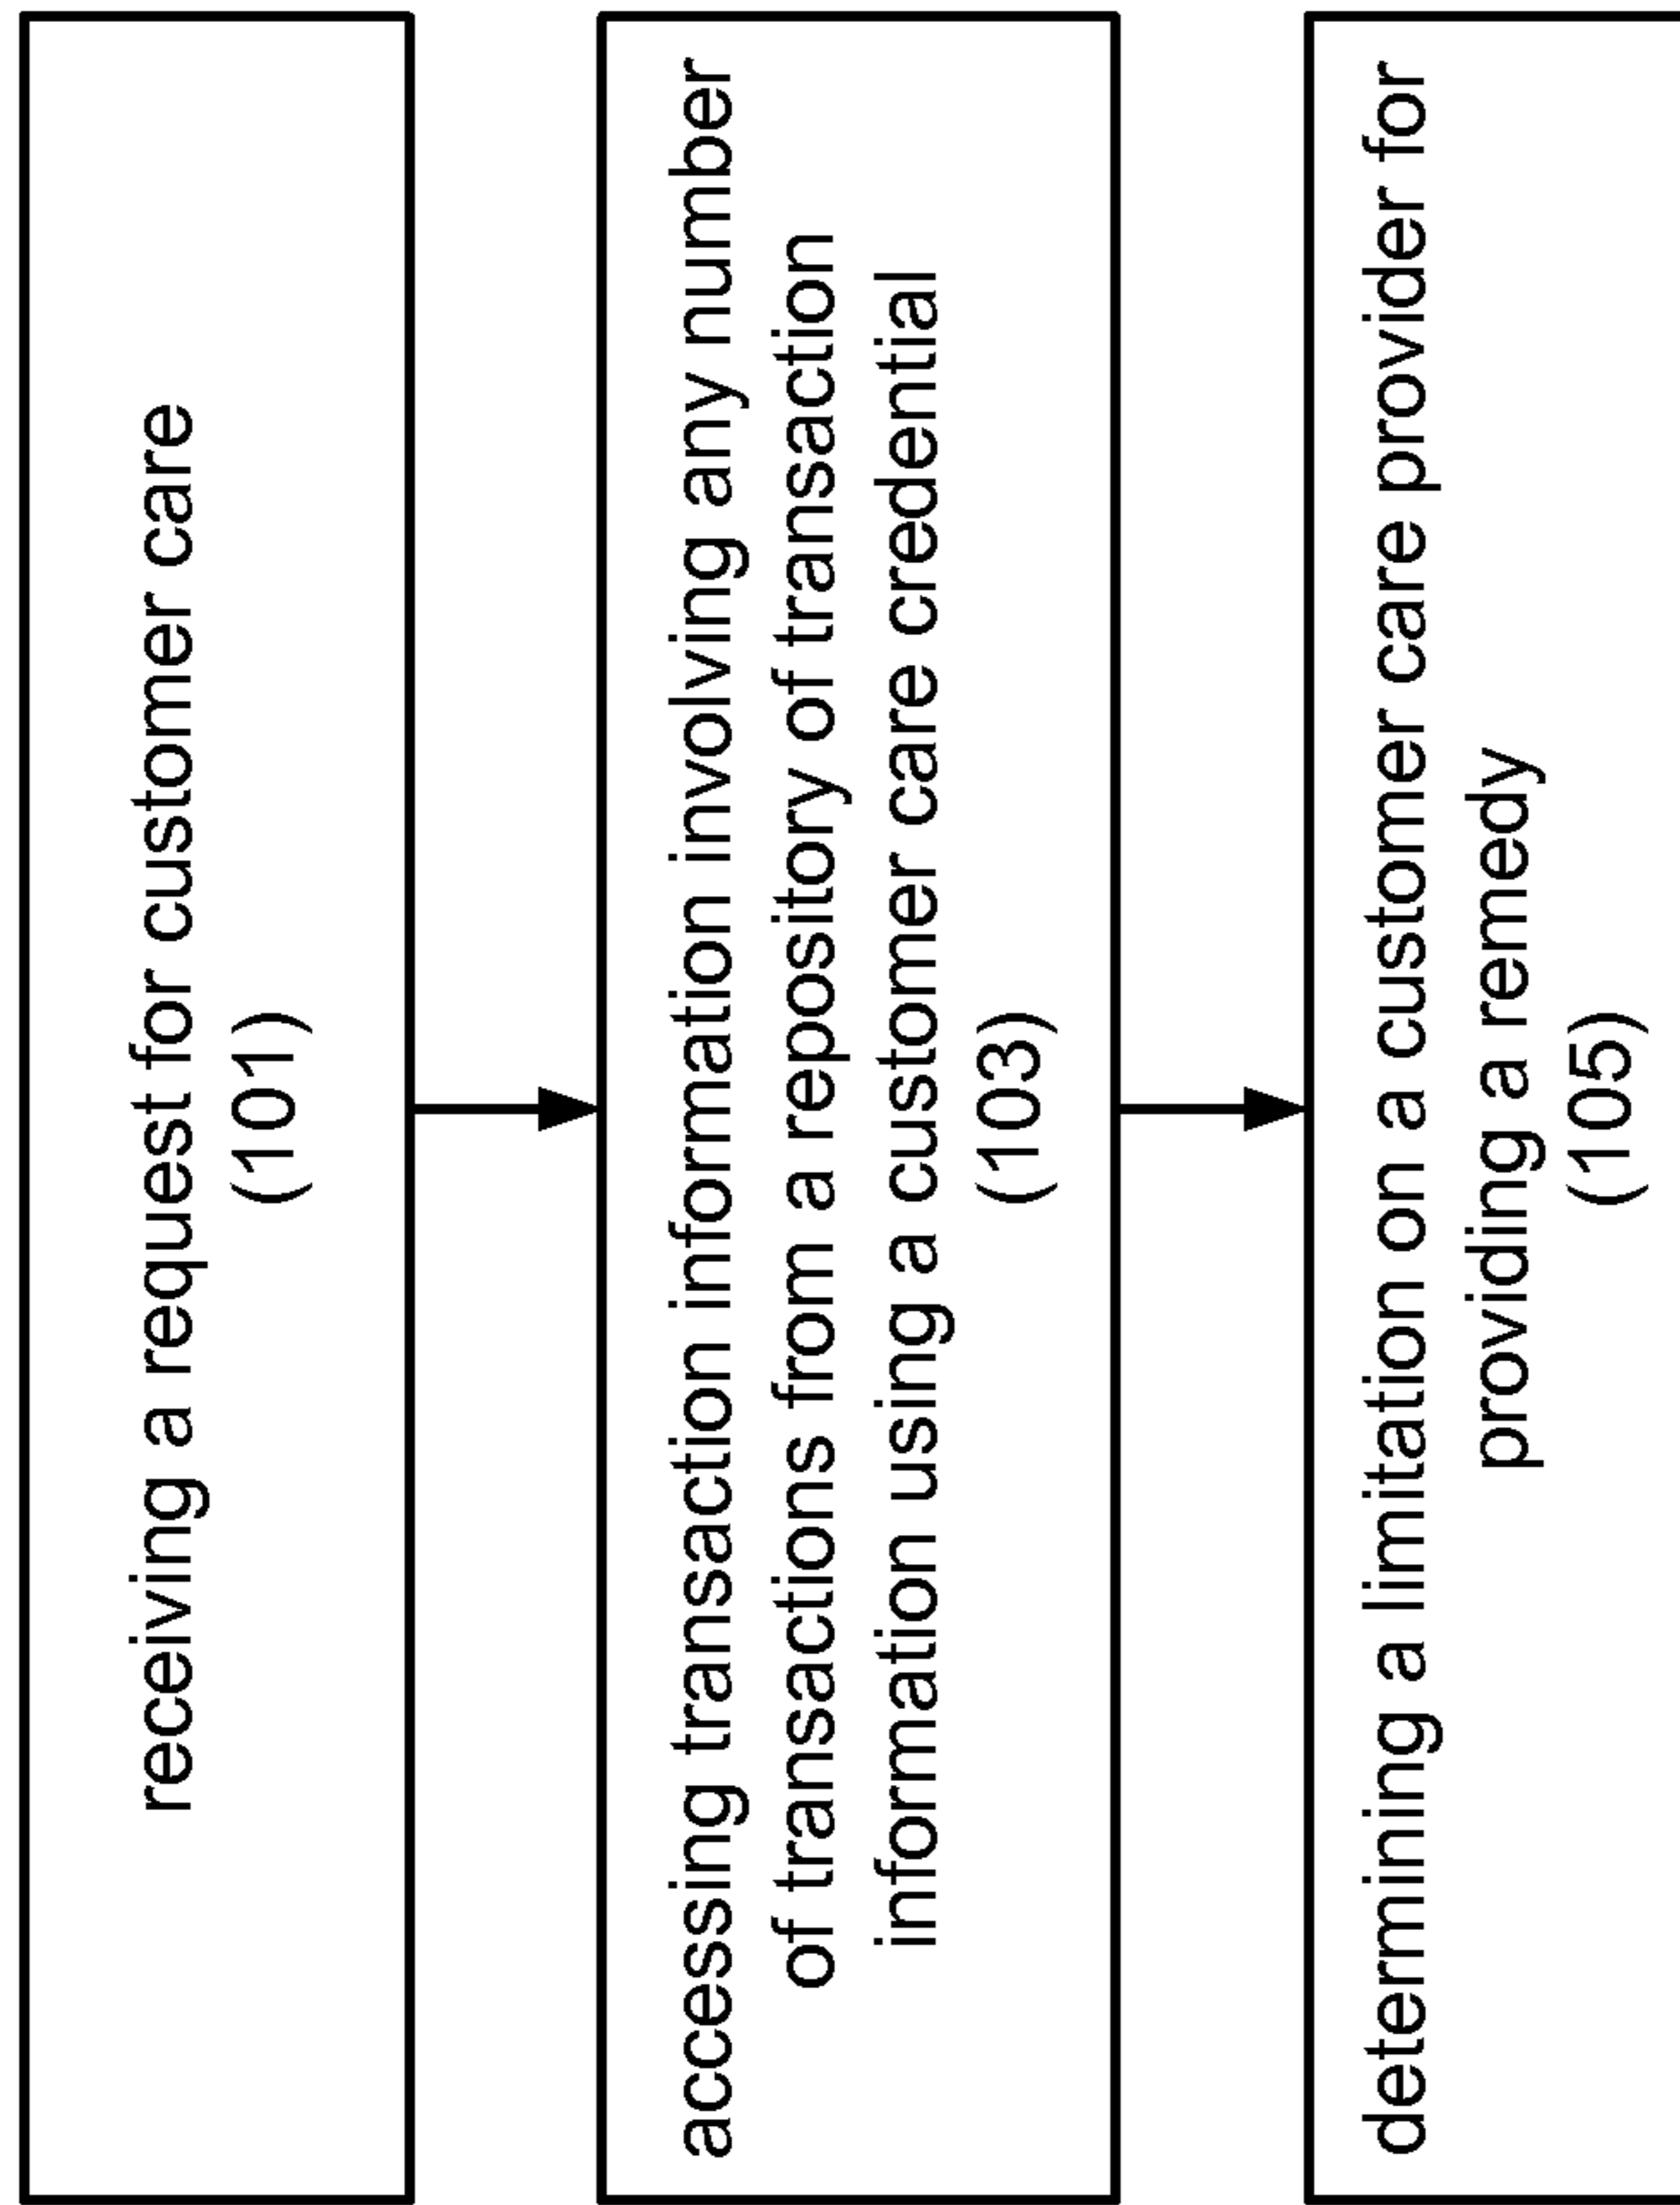 receiving a request for customer care
(101)
accessing transaction information involving any number
of transactions from a repository of transaction
information using a customer care credential
(103)
determining a limitation on a customer care provider for
providing a remedy
(105)